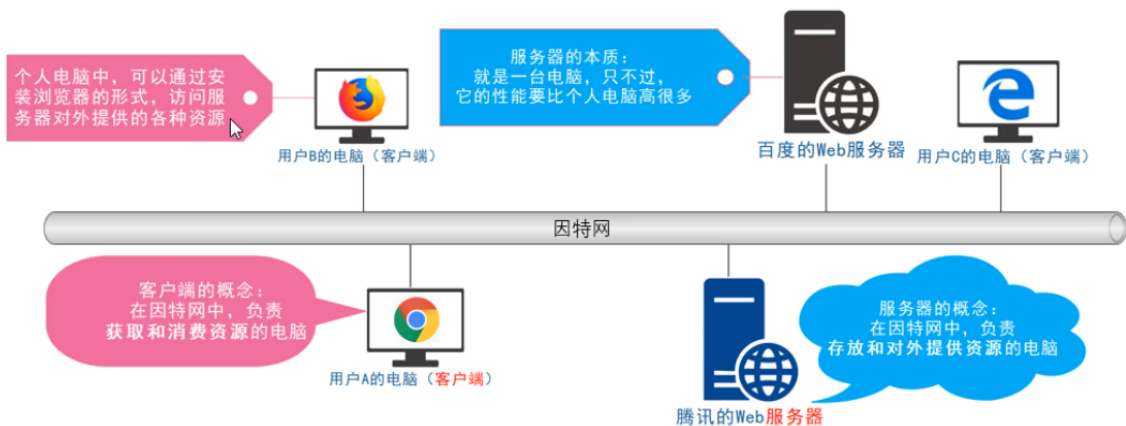 个人电脑中，可以通过安
装浏览器的形式，访问服
务器对外提供的各种资源
用户B的电脑（客户端）
服务器的本质：
就是一台电脑，只不过，
它的性能要比个人电脑高很多
百度的Web服务器
用户C的电脑（客户端）
因特网
客户端的概念：
在因特网中，负责
获取和消费资源的电脑
用户A的电脑（客户端）
腾讯的Web服务器
服务器的概念：
在因特网中，负责
存放和对外提供资源的电脑